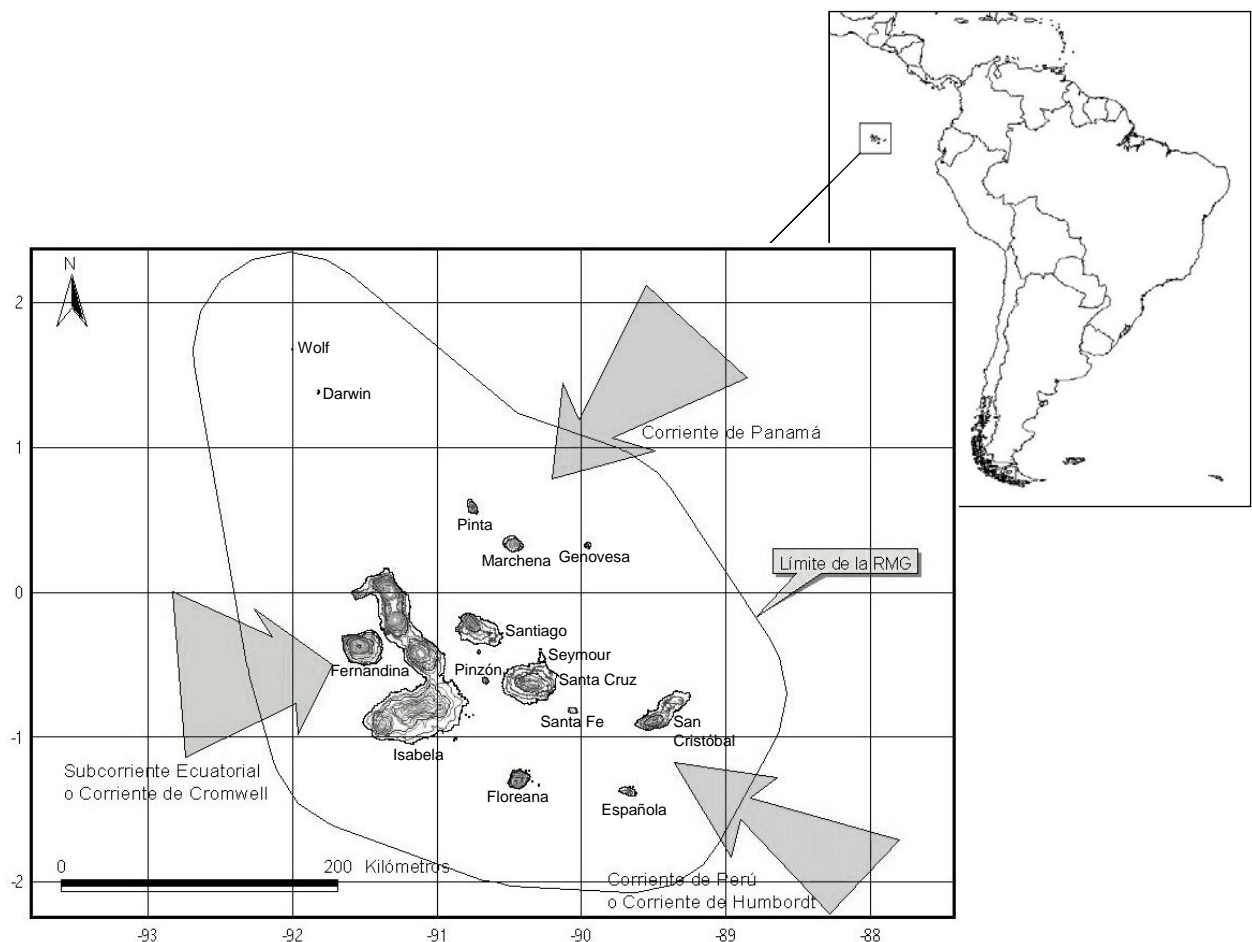 N
2
Wolf
Darwin
Corriente de Panamá
1
Pinta
Marchena
Genovesa
Límite de la RMG
0
Santiago
Seymour
Fernandina
Pinzón
Santa Cruz
Santa Fe
San
Cristóbal
-1
Isabela
Subcorriente Ecuatorial
o Corriente de Cromwell
Floreana
Española
0
200 Kilómetros
-2
Corriente de Perú
o Corriente de Humbordt
-93
-92
-91
-90
-89
-88